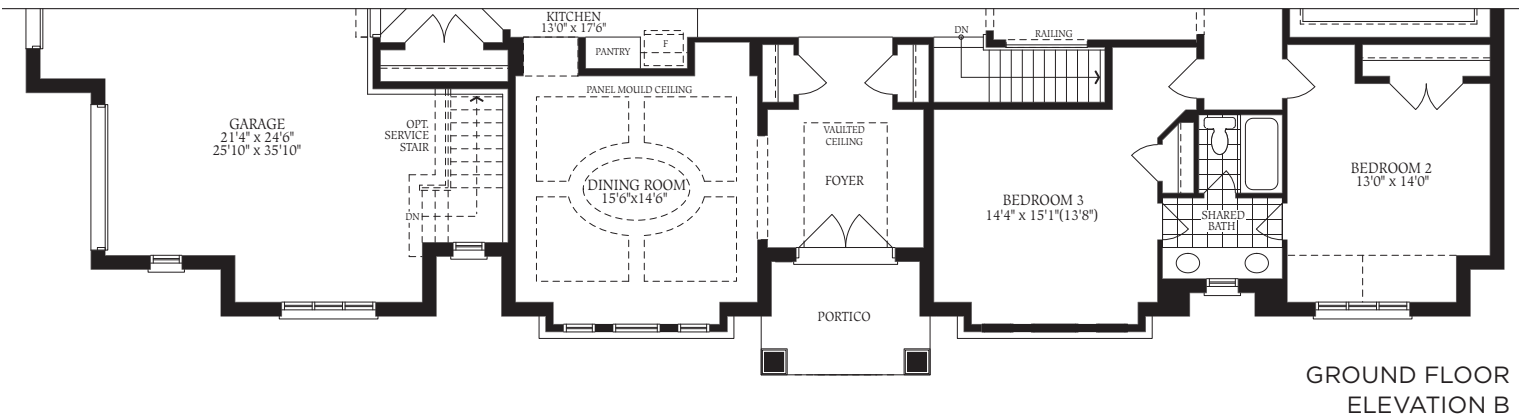 KITCHEN
13'0" x 17'6"
PANTRY
F
DN
RAILING
PANEL MOULD CEILING
GARAGE
21'4" x 24'6"
25'10" x 35'10"
OPT.
SERVICE
STAIR
DN
DINING ROOM
15'6"x14'6"
VAULTED
CEILING
FOYER
BEDROOM 3
14'4" x 15'1"(13'8")
SHARED
BATH
BEDROOM 2
13'0" x 14'0"
PORTICO
GROUND FLOOR
ELEVATION B